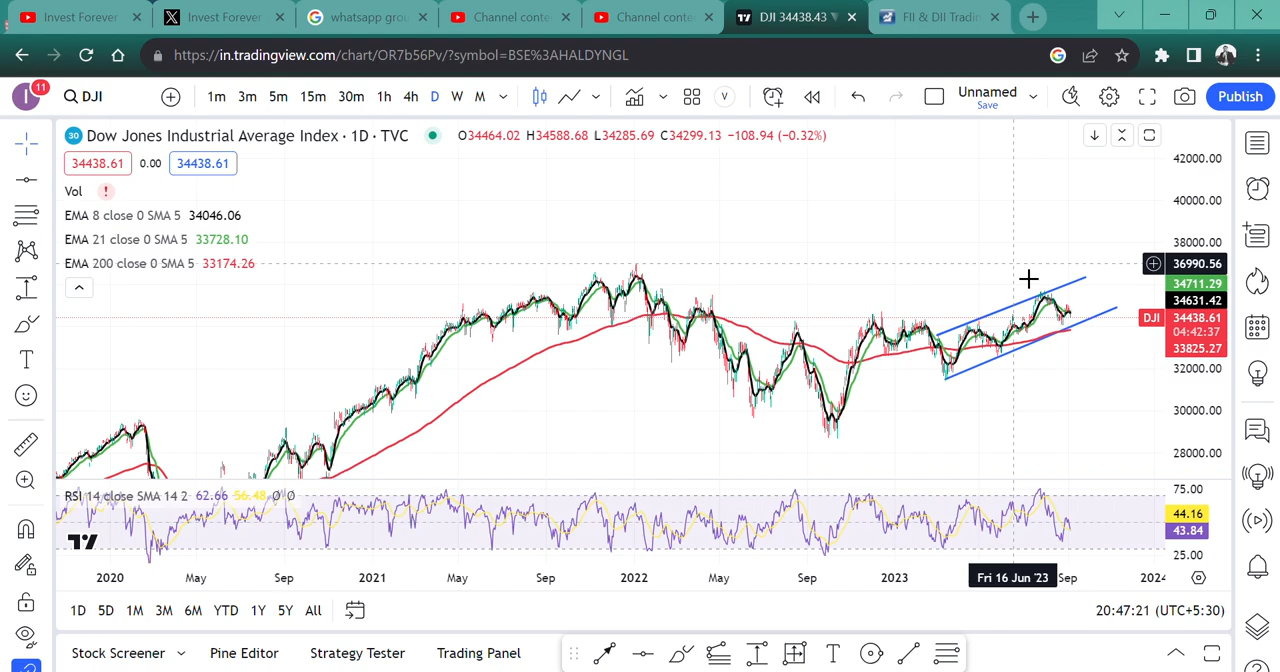 Invest Forever
Invest Forever
whatsapp grou
Channel conte
Channel conte
DJI 34438.43
FII & DII Tradin
https://in.tradingview.com/chart/OR7b56Pv/?symbol=BSE%3AHALDYNGL
I 11
DJI
1m 3m 5m 15m 30m 1h 4h D W M
V
Unnamed
Save
Publish
30 Dow Jones Industrial Average Index · 1D · TVC
O34464.02 H34588.68 L34285.69 C34299.13 −108.94 (−0.32%)
34438.61 0.00 34438.61
Vol !
EMA 8 close 0 SMA 5 34046.06
EMA 21 close 0 SMA 5 33728.10
EMA 200 close 0 SMA 5 33174.26
42000.00
40000.00
38000.00
36990.56
34711.29
34631.42
DJI 34438.61
04:42:37
33825.27
32000.00
30000.00
28000.00
RSI 14 close SMA 14 2 62.66 56.48 Ø Ø
75.00
44.16
43.84
25.00
2020 May Sep 2021 May Sep 2022 May Sep 2023 Fri 16 Jun '23 Sep 2024
1D 5D 1M 3M 6M YTD 1Y 5Y All
20:47:21 (UTC+5:30)
Stock Screener Pine Editor Strategy Tester Trading Panel